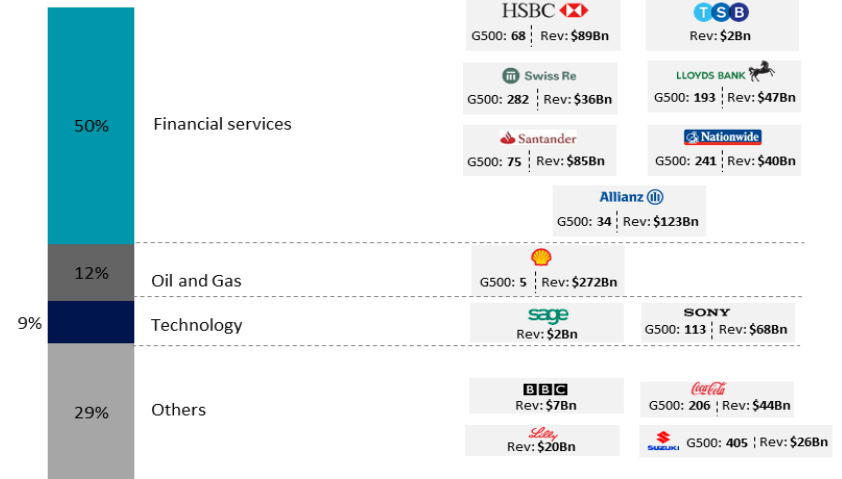 HSBC
G500: 68 Rev: $89Bn
TSB
Rev: $2Bn
Swiss Re
G500: 282 Rev: $36Bn
LLOYDS BANK
G500: 193 Rev: $47Bn
50%
Financial services
Santander
G500: 75 Rev: $85Bn
Nationwide
G500: 241 Rev: $40Bn
Allianz
G500: 34 Rev: $123Bn
12%
Oil and Gas
G500: 5 Rev: $272Bn
9%
Technology
sage
Rev: $2Bn
SONY
G500: 113 Rev: $68Bn
29%
Others
BBC
Rev: $7Bn
Coca-Cola
G500: 206 Rev: $44Bn
Lilly
Rev: $20Bn
SUZUKI
G500: 405 Rev: $26Bn